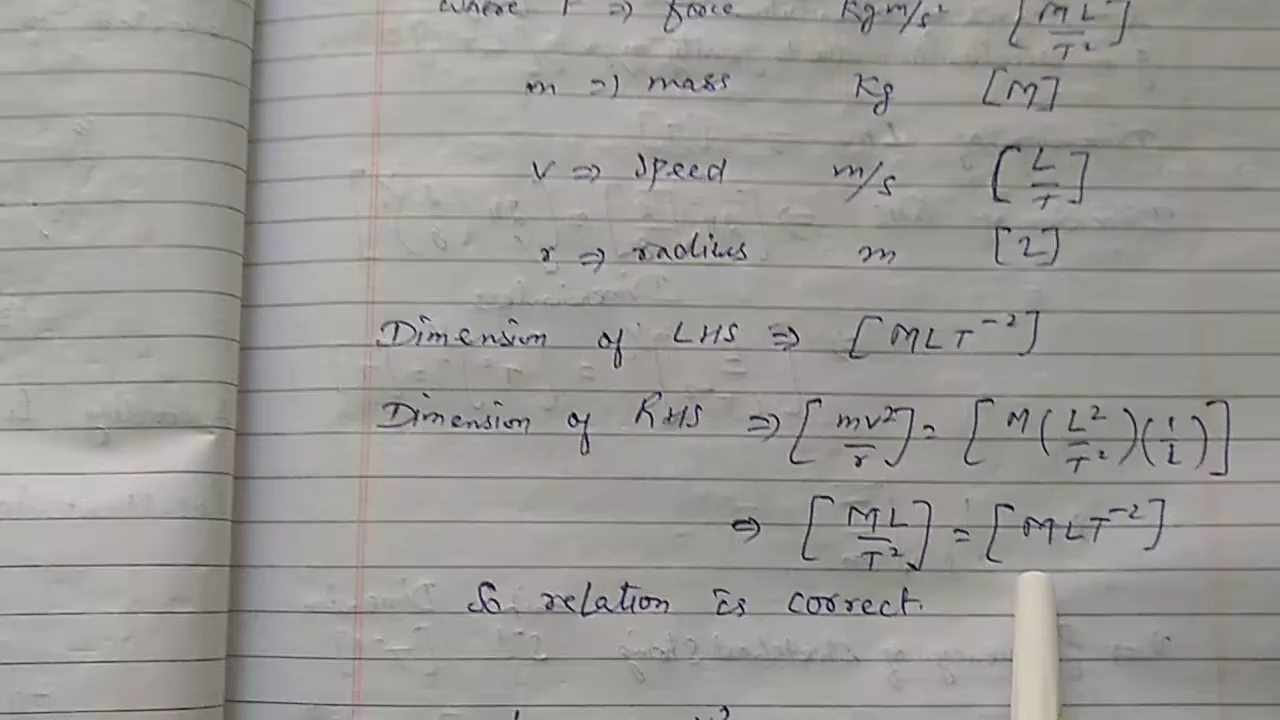 where F => force Kg m/s² [ML/T²]
m => mass Kg [M]
v => Speed m/s [L/T]
r => radius m [L]
Dimension of LHS => [MLT⁻²]
Dimension of RHS => [mv²/r] = [M(L²/T²)(1/L)]
=> [ML/T²] = [MLT⁻²]
So relation is correct.